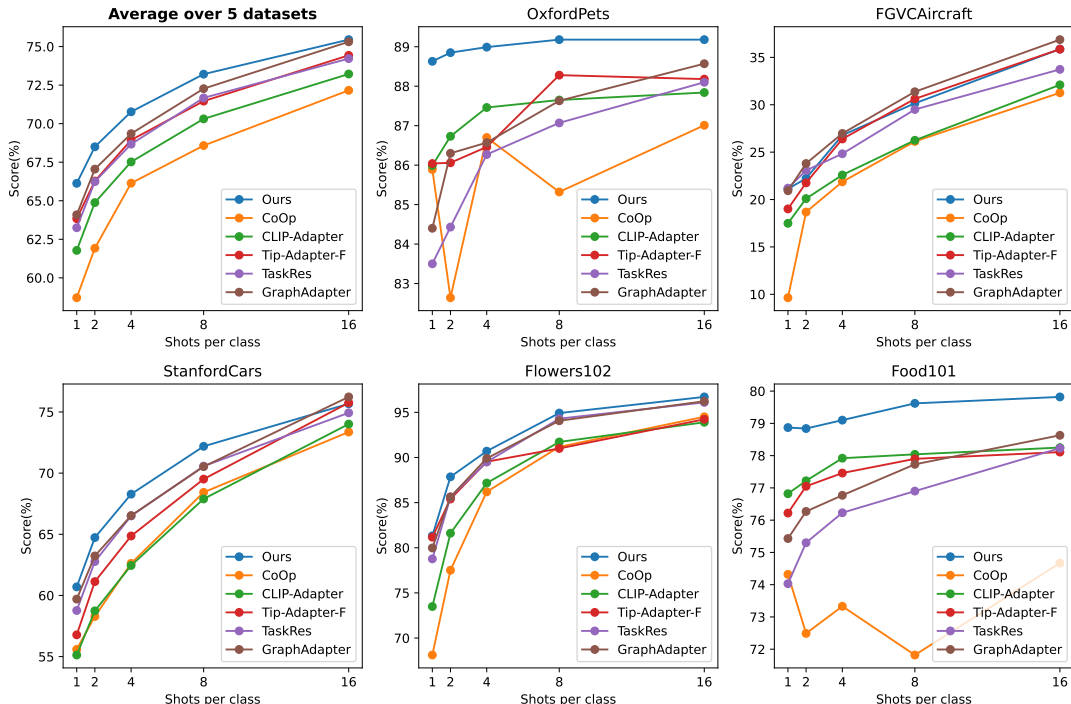 Average over 5 datasets
Score(%)
75.0
72.5
70.0
67.5
65.0
62.5
60.0
Ours
CoOp
CLIP-Adapter
Tip-Adapter-F
TaskRes
GraphAdapter
1 2 4 8 16
Shots per class
OxfordPets
Score(%)
89
88
87
86
85
84
83
Ours
CoOp
CLIP-Adapter
Tip-Adapter-F
TaskRes
GraphAdapter
1 2 4 8 16
Shots per class
FGVCAircraft
Score(%)
35
30
25
20
15
10
Ours
CoOp
CLIP-Adapter
Tip-Adapter-F
TaskRes
GraphAdapter
1 2 4 8 16
Shots per class
StanfordCars
Score(%)
75
70
65
60
55
Ours
CoOp
CLIP-Adapter
Tip-Adapter-F
TaskRes
GraphAdapter
1 2 4 8 16
Shots per class
Flowers102
Score(%)
95
90
85
80
75
70
Ours
CoOp
CLIP-Adapter
Tip-Adapter-F
TaskRes
GraphAdapter
1 2 4 8 16
Shots per class
Food101
Score(%)
80
79
78
77
76
75
74
73
72
Ours
CoOp
CLIP-Adapter
Tip-Adapter-F
TaskRes
GraphAdapter
1 2 4 8 16
Shots per class